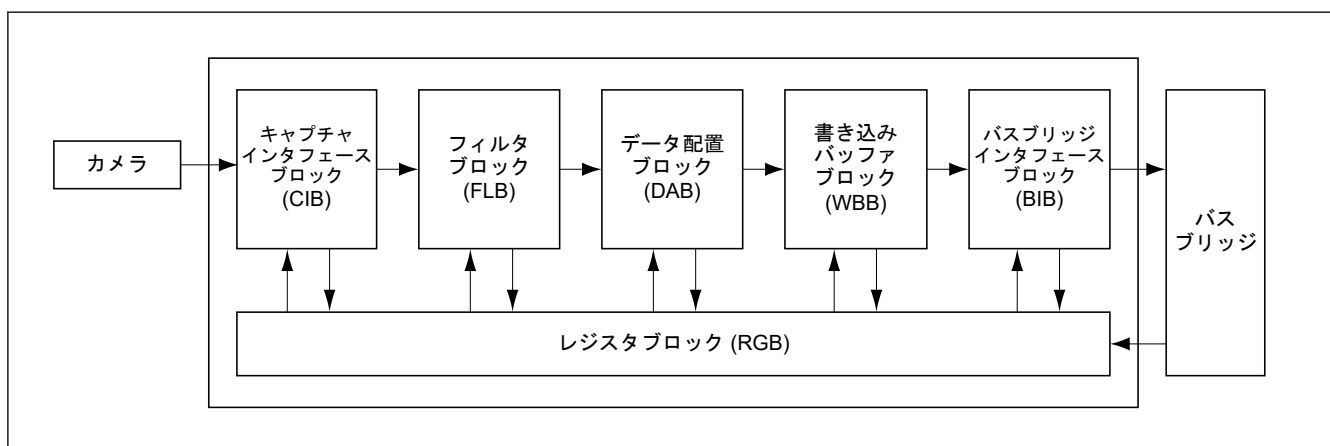 カメラ
キャプチャ
インタフェース
ブロック
(CIB)
フィルタ
ブロック
(FLB)
データ配置
ブロック
(DAB)
書き込み
バッファ
ブロック
(WBB)
バスブリッジ
インタフェース
ブロック
(BIB)
バス
ブリッジ
レジスタブロック (RGB)